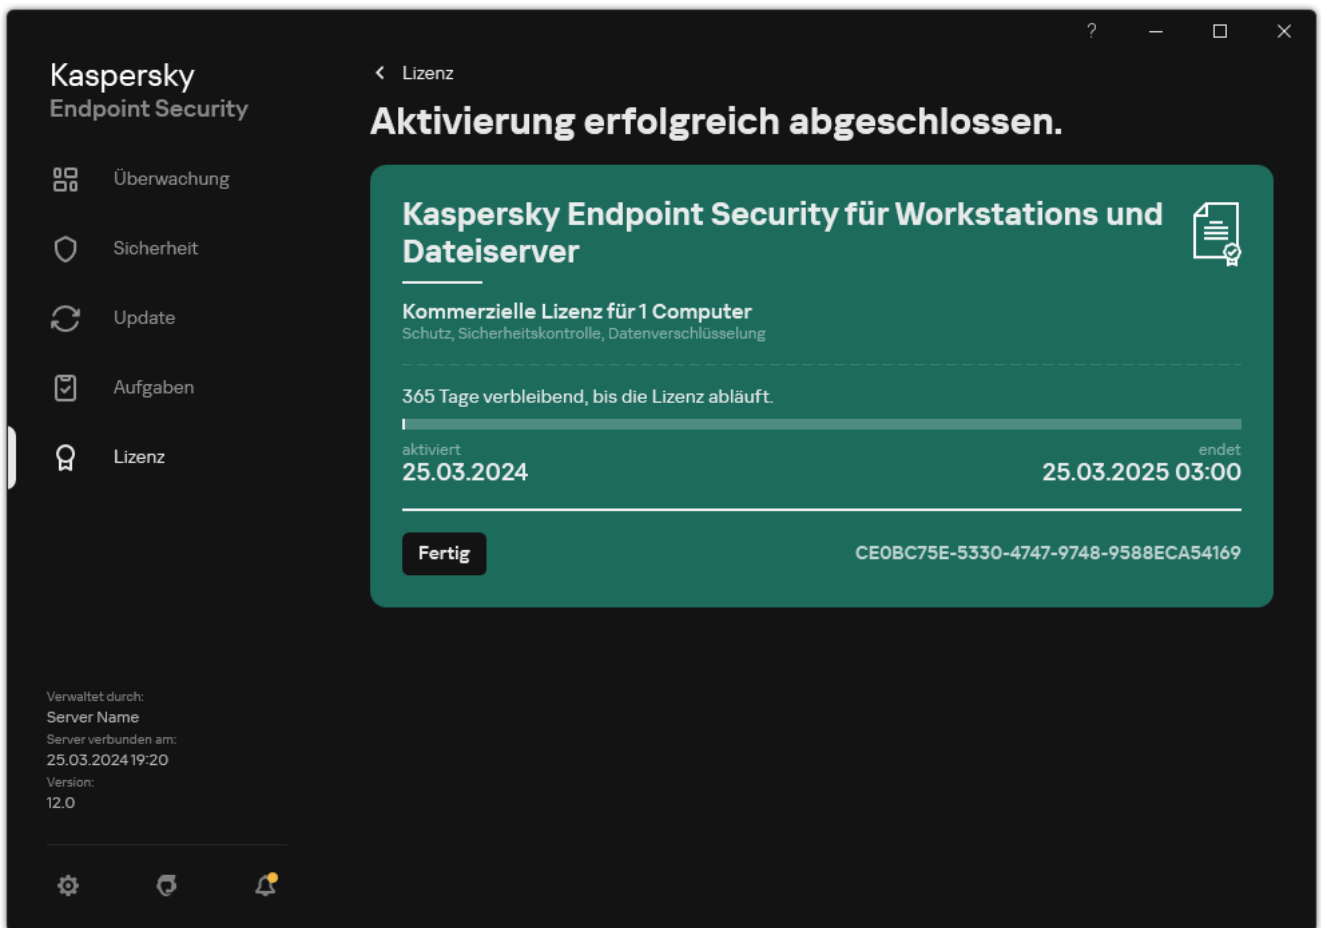 ?
Kaspersky
Endpoint Security
Überwachung
Sicherheit
Update
Aufgaben
Lizenz
Verwaltet durch:
Server Name
Server verbunden am:
25.03.2024 19:20
Version:
12.0
Lizenz
Aktivierung erfolgreich abgeschlossen.
Kaspersky Endpoint Security für Workstations und
Dateiserver
Kommerzielle Lizenz für 1 Computer
Schutz, Sicherheitskontrolle, Datenverschlüsselung
365 Tage verbleibend, bis die Lizenz abläuft.
aktiviert
25.03.2024
endet
25.03.2025 03:00
Fertig
CE0BC75E-5330-4747-9748-9588ECA54169